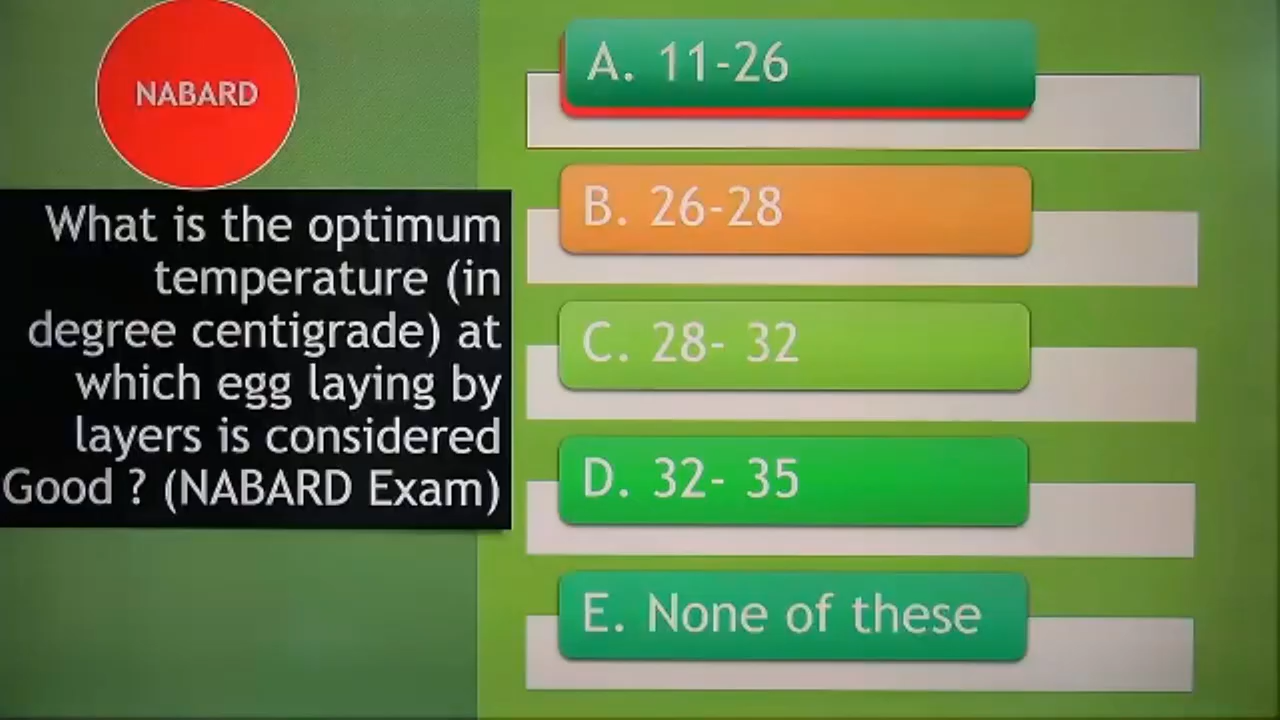 NABARD
What is the optimum
temperature (in
degree centigrade) at
which egg laying by
layers is considered
Good ? (NABARD Exam)
A. 11-26
B. 26-28
C. 28- 32
D. 32- 35
E. None of these